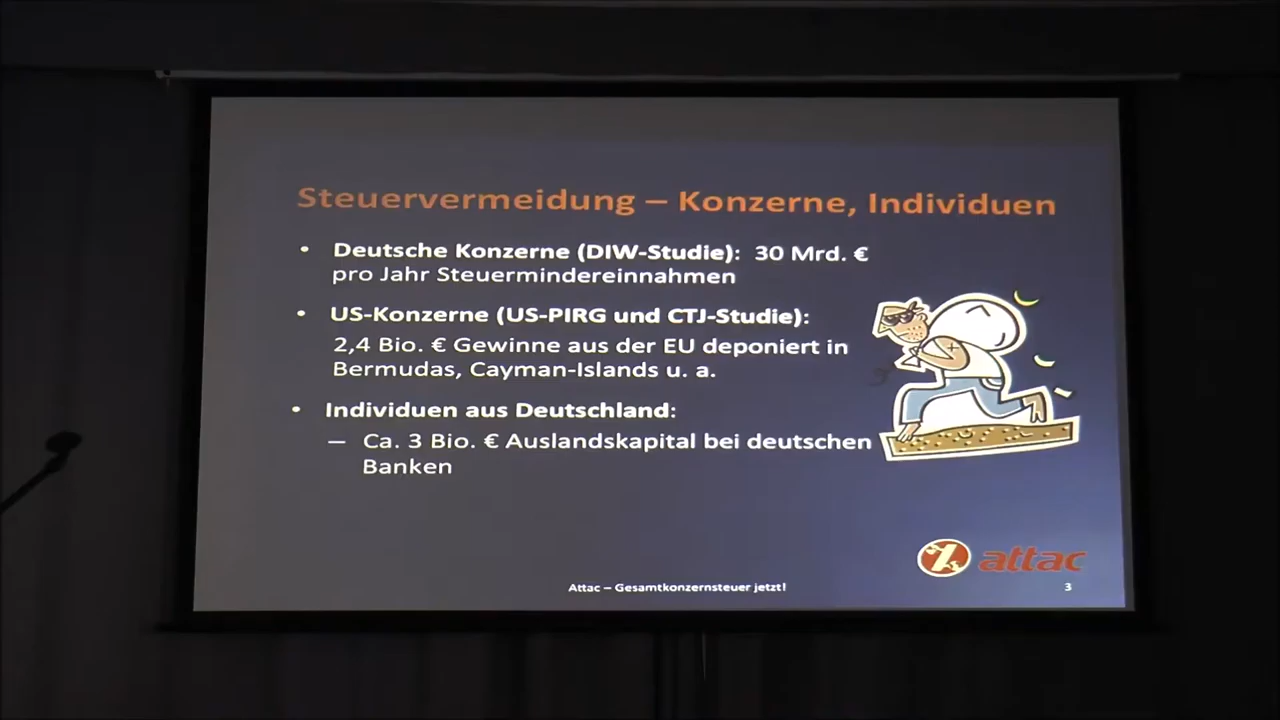 Steuervermeidung – Konzerne, Individuen
• Deutsche Konzerne (DIW-Studie): 30 Mrd. €
pro Jahr Steuermindereinnahmen
• US-Konzerne (US-PIRG und CTJ-Studie):
2,4 Bio. € Gewinne aus der EU deponiert in
Bermudas, Cayman-Islands u. a.
• Individuen aus Deutschland:
– Ca. 3 Bio. € Auslandskapital bei deutschen
Banken
attac
Attac – Gesamtkonzernsteuer jetzt!
3